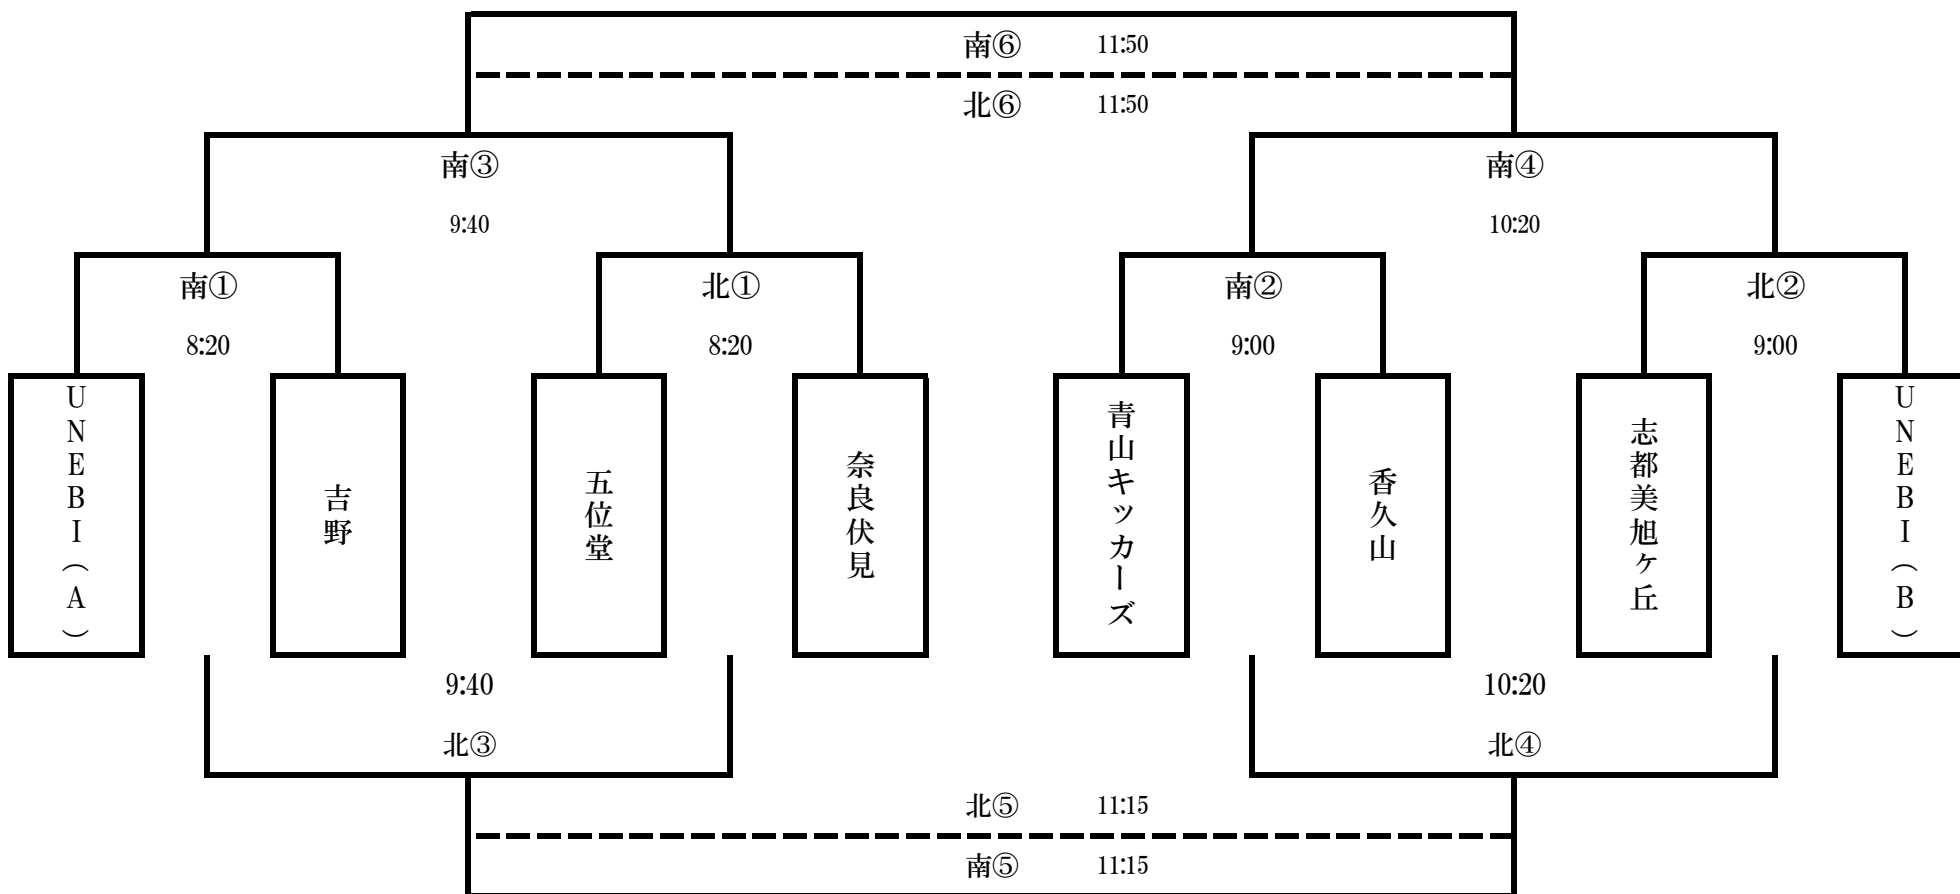 南⑥ 11:50
北⑥ 11:50
南③
南④
9:40
10:20
南①
北①
南②
北②
8:20
8:20
9:00
9:00
UNEBI(A)
吉野
五位堂
奈良伏見
青山キッカーズ
香久山
志都美旭ヶ丘
UNEBI(B)
9:40
10:20
北③
北④
北⑤ 11:15
南⑤ 11:15